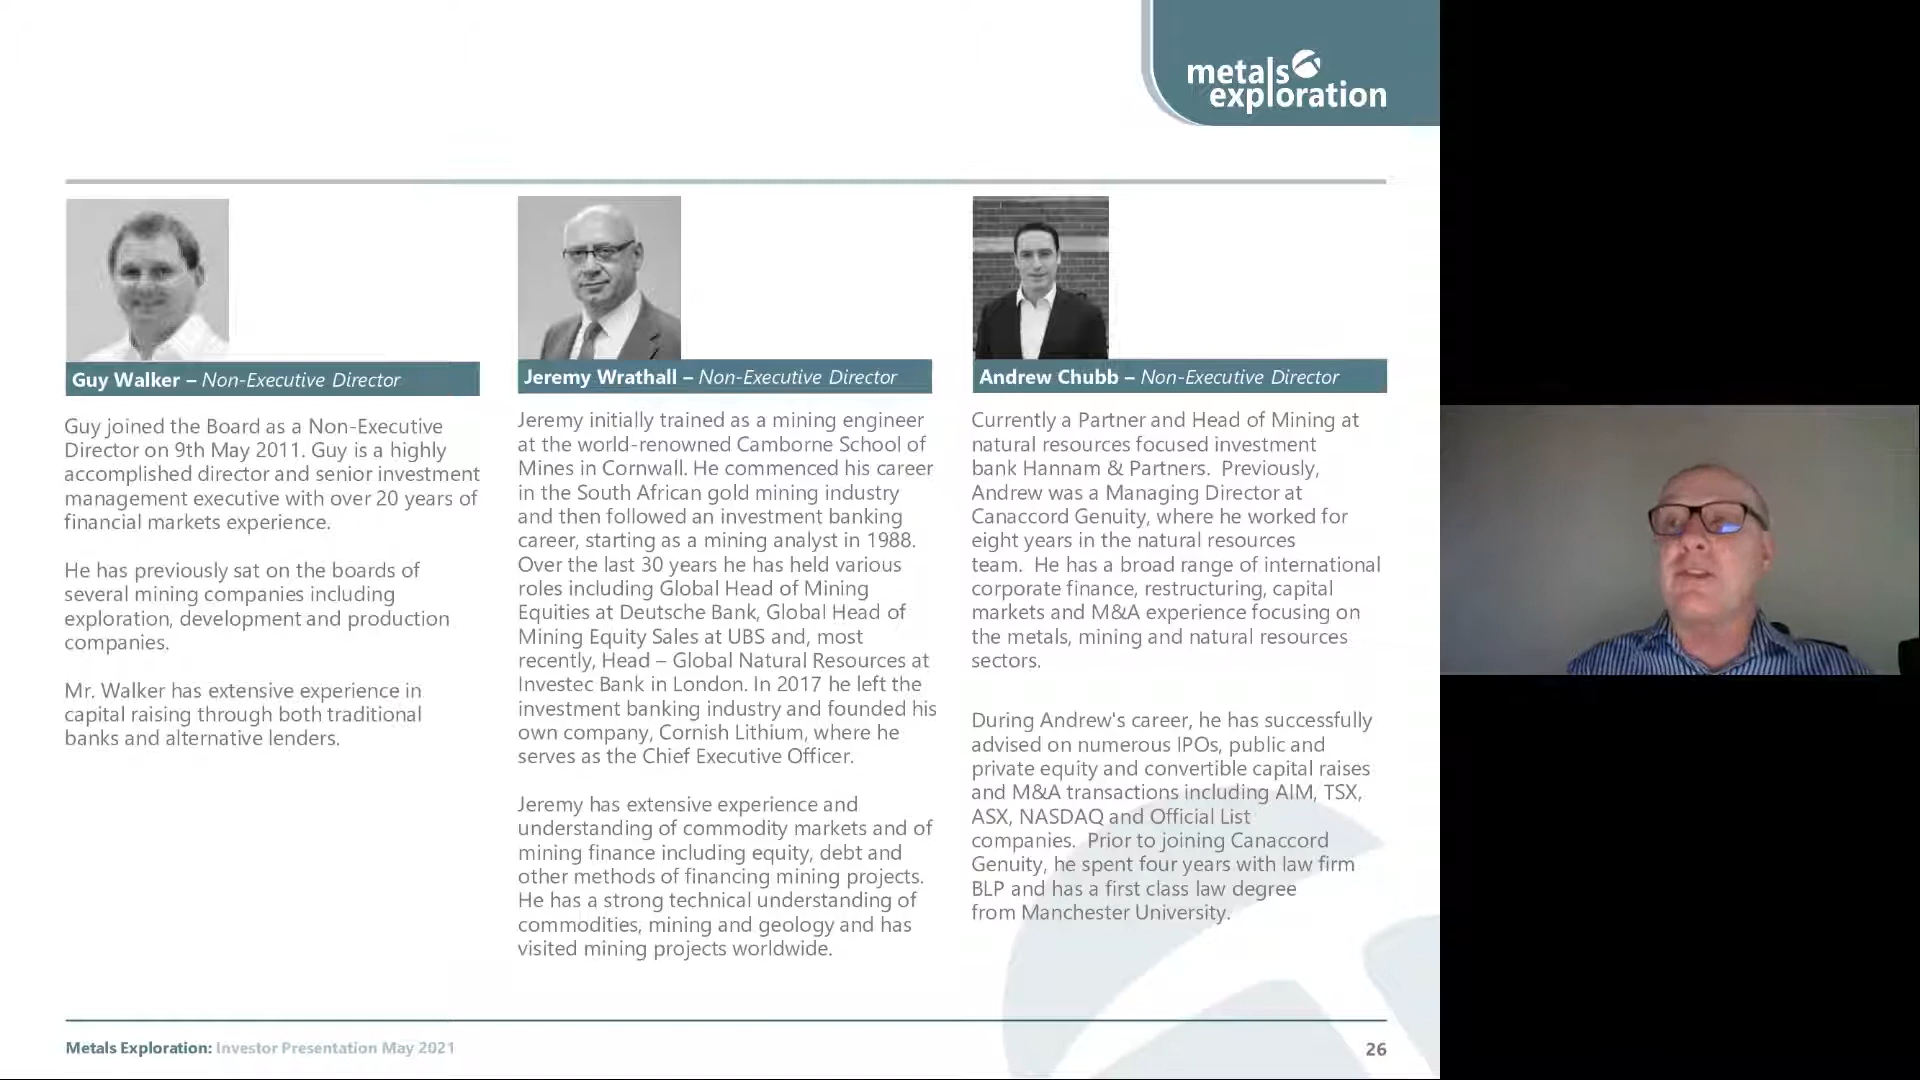 metals
exploration
Guy Walker – Non-Executive Director
Guy joined the Board as a Non-Executive
Director on 9th May 2011. Guy is a highly
accomplished director and senior investment
management executive with over 20 years of
financial markets experience.
He has previously sat on the boards of
several mining companies including
exploration, development and production
companies.
Mr. Walker has extensive experience in
capital raising through both traditional
banks and alternative lenders.
Jeremy Wrathall – Non-Executive Director
Jeremy initially trained as a mining engineer
at the world-renowned Camborne School of
Mines in Cornwall. He commenced his career
in the South African gold mining industry
and then followed an investment banking
career, starting as a mining analyst in 1988.
Over the last 30 years he has held various
roles including Global Head of Mining
Equities at Deutsche Bank, Global Head of
Mining Equity Sales at UBS and, most
recently, Head – Global Natural Resources at
Investec Bank in London. In 2017 he left the
investment banking industry and founded his
own company, Cornish Lithium, where he
serves as the Chief Executive Officer.
Jeremy has extensive experience and
understanding of commodity markets and of
mining finance including equity, debt and
other methods of financing mining projects.
He has a strong technical understanding of
commodities, mining and geology and has
visited mining projects worldwide.
Andrew Chubb – Non-Executive Director
Currently a Partner and Head of Mining at
natural resources focused investment
bank Hannam & Partners. Previously,
Andrew was a Managing Director at
Canaccord Genuity, where he worked for
eight years in the natural resources
team. He has a broad range of international
corporate finance, restructuring, capital
markets and M&A experience focusing on
the metals, mining and natural resources
sectors.
During Andrew's career, he has successfully
advised on numerous IPOs, public and
private equity and convertible capital raises
and M&A transactions including AIM, TSX,
ASX, NASDAQ and Official List
companies. Prior to joining Canaccord
Genuity, he spent four years with law firm
BLP and has a first class law degree
from Manchester University.
Metals Exploration: Investor Presentation May 2021
26